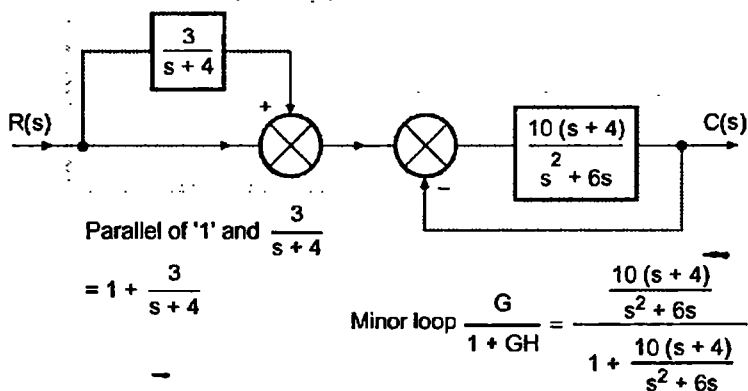 3
s + 4
+
R(s)
10 (s + 4)
s² + 6s
C(s)
−
Parallel of '1' and 3 / s + 4
= 1 + 3 / s + 4
Minor loop G / 1 + GH = 10 (s + 4) / s² + 6s / 1 + 10 (s + 4) / s² + 6s